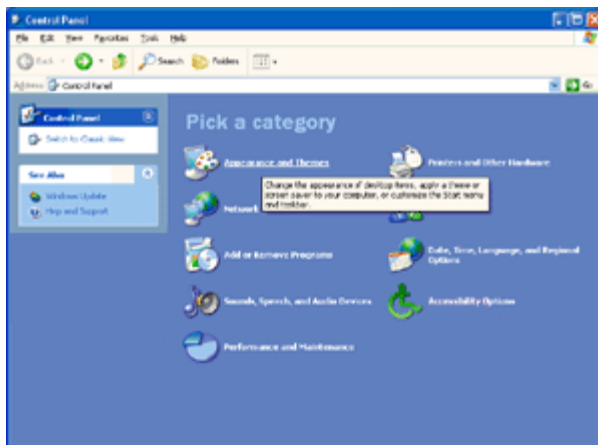 Control Panel
File Edit View Favorites Tools Help
Back Search Folders
Address Control Panel Go
Control Panel
Switch to Classic View
See Also
Windows Update
Help and Support
Pick a category
Appearance and Themes
Printers and Other Hardware
Change the appearance of desktop items, apply a theme or
screen saver to your computer, or customize the Start menu
and taskbar.
Network
Add or Remove Programs
Date, Time, Language, and Regional
Options
Sounds, Speech, and Audio Devices
Accessibility Options
Performance and Maintenance